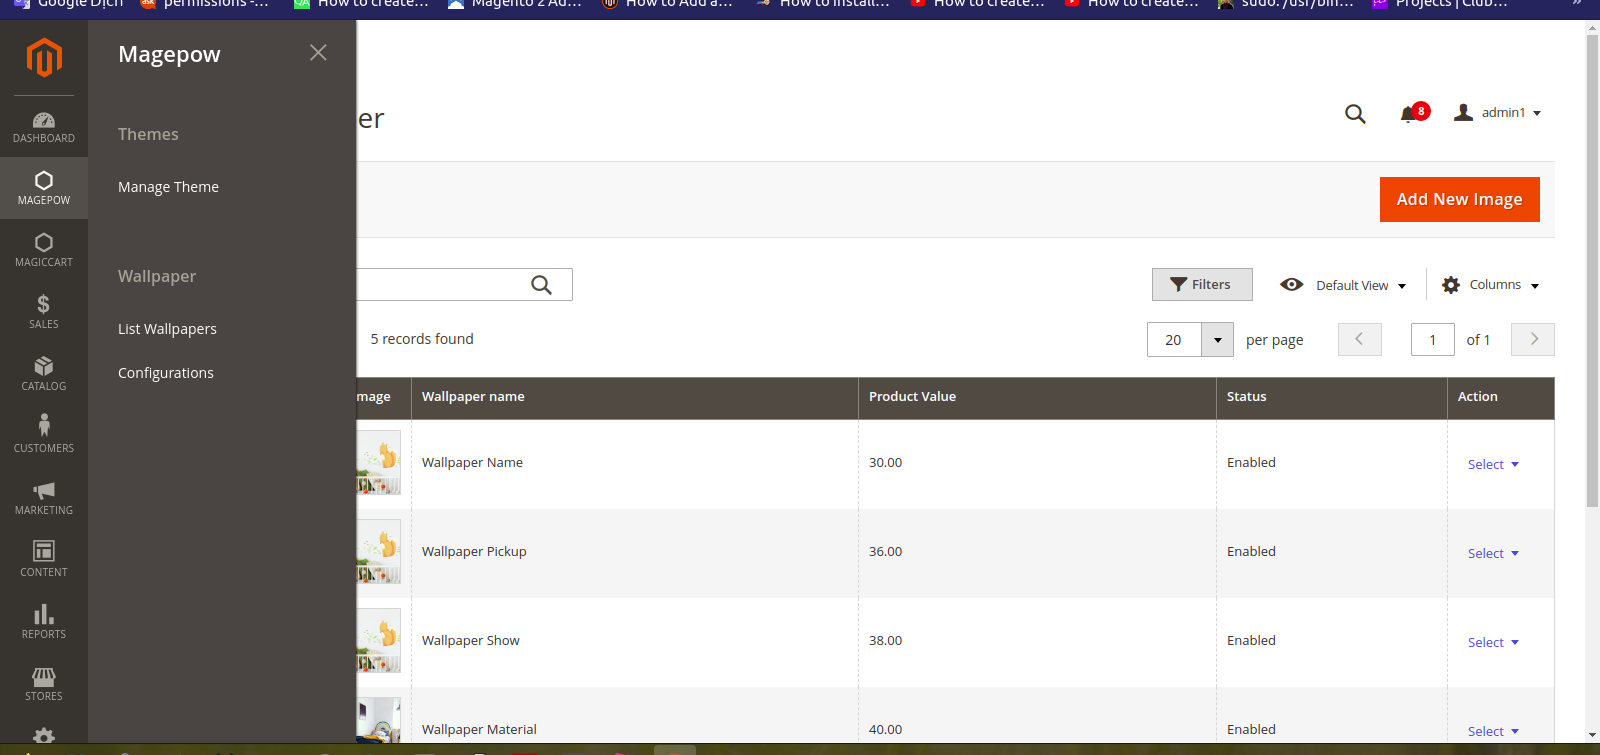 Google Dịch
permissions -...
How to create...
Magento 2 Ad...
How to Add a...
How to install...
How to create...
How to create...
sudo: /usr/bin...
Projects | Club...
»
Magepow
DASHBOARD
MAGEPOW
MAGICCART
SALES
CATALOG
CUSTOMERS
MARKETING
CONTENT
REPORTS
STORES
Themes
Manage Theme
Wallpaper
List Wallpapers
Configurations
er
8
admin1
Add New Image
Filters
Default View
Columns
5 records found
20
per page
1
of 1
mage
Wallpaper name
Product Value
Status
Action
Wallpaper Name
30.00
Enabled
Select
Wallpaper Pickup
36.00
Enabled
Select
Wallpaper Show
38.00
Enabled
Select
Wallpaper Material
40.00
Enabled
Select